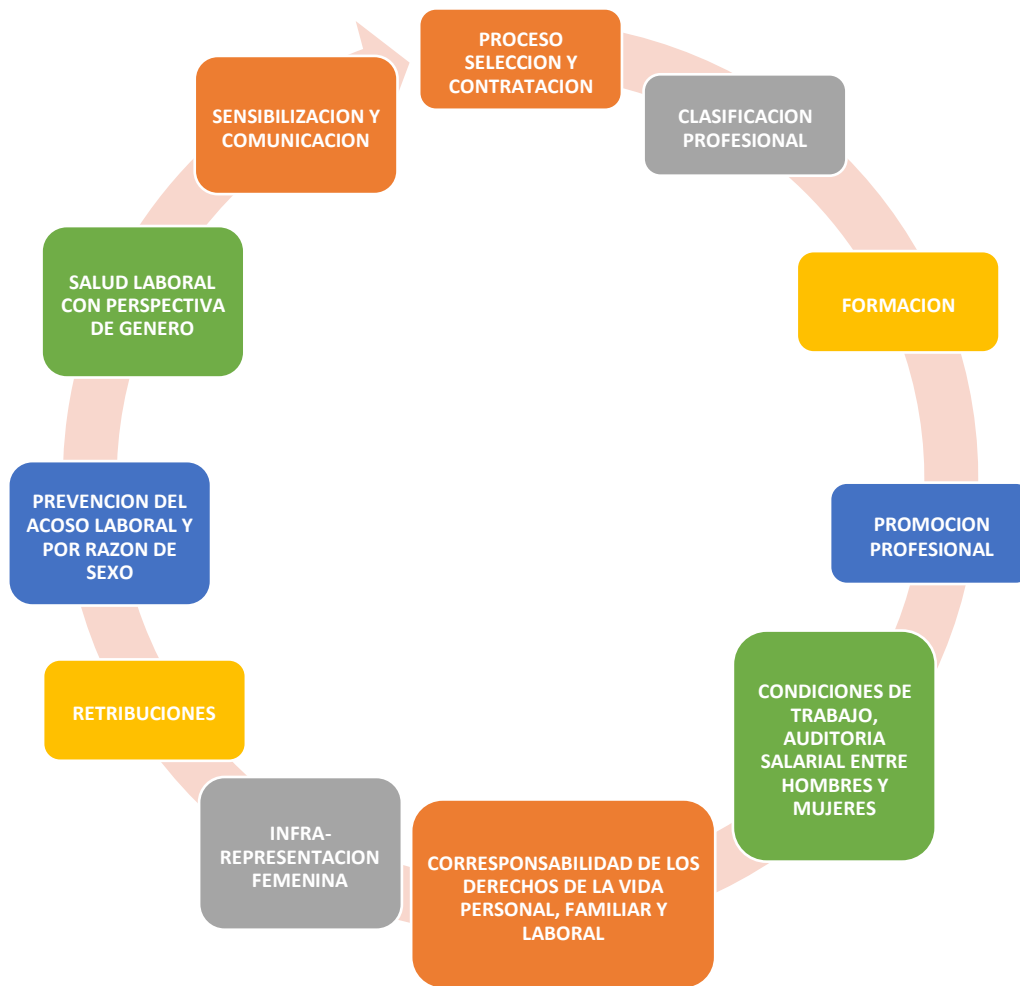 PROCESO
SELECCION Y
CONTRATACION
CLASIFICACION
PROFESIONAL
FORMACION
PROMOCION
PROFESIONAL
CONDICIONES DE
TRABAJO,
AUDITORIA
SALARIAL ENTRE
HOMBRES Y
MUJERES
CORRESPONSABILIDAD DE LOS
DERECHOS DE LA VIDA
PERSONAL, FAMILIAR Y
LABORAL
INFRA-
REPRESENTACION
FEMENINA
RETRIBUCIONES
PREVENCION DEL
ACOSO LABORAL Y
POR RAZON DE
SEXO
SALUD LABORAL
CON PERSPECTIVA
DE GENERO
SENSIBILIZACION Y
COMUNICACION